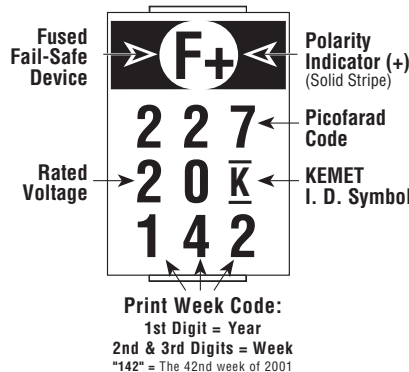 Fused
Fail-Safe
Device
F+
Polarity
Indicator (+)
(Solid Stripe)
2 2 7
Picofarad
Code
Rated
Voltage
2 0 K
KEMET
I. D. Symbol
1 4 2
Print Week Code:
1st Digit = Year
2nd & 3rd Digits = Week
"142" = The 42nd week of 2001